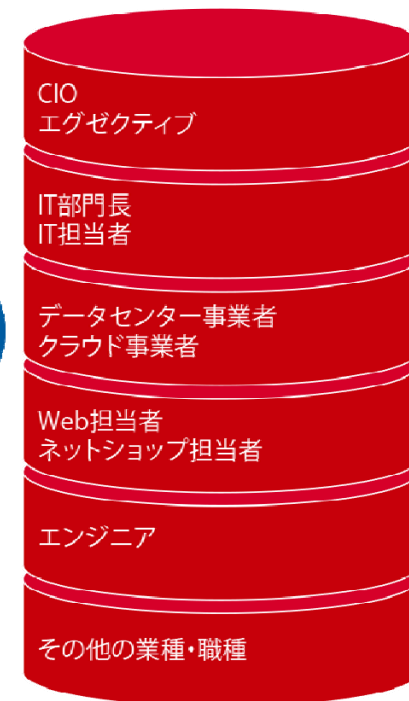 CIO
エグゼクティブ
IT部門長
IT担当者
データセンター事業者
クラウド事業者
Web担当者
ネットショップ担当者
エンジニア
その他の業種・職種